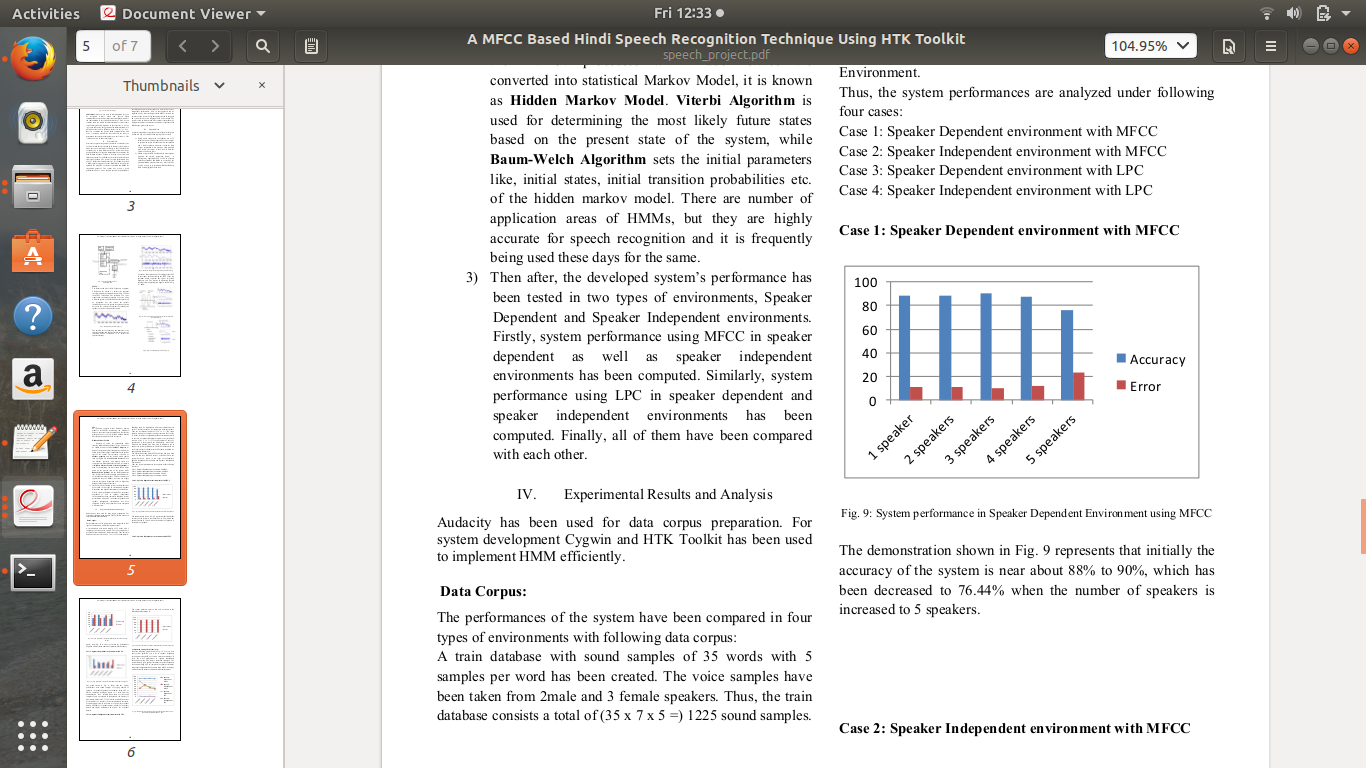 Activities
Document Viewer
Fri 12:33
5
of 7
A MFCC Based Hindi Speech Recognition Technique Using HTK Toolkit
speech_project.pdf
104.95%
Thumbnails
×
3
4
5
6
converted into statistical Markov Model, it is known
as Hidden Markov Model. Viterbi Algorithm is
used for determining the most likely future states
based on the present state of the system, while
Baum-Welch Algorithm sets the initial parameters
like, initial states, initial transition probabilities etc.
of the hidden markov model. There are number of
application areas of HMMs, but they are highly
accurate for speech recognition and it is frequently
being used these days for the same.
3) Then after, the developed system's performance has
been tested in two types of environments, Speaker
Dependent and Speaker Independent environments.
Firstly, system performance using MFCC in speaker
dependent as well as speaker independent
environments has been computed. Similarly, system
performance using LPC in speaker dependent and
speaker independent environments has been
computed. Finally, all of them have been compared
with each other.
IV. Experimental Results and Analysis
Audacity has been used for data corpus preparation. For
system development Cygwin and HTK Toolkit has been used
to implement HMM efficiently.
Data Corpus:
The performances of the system have been compared in four
types of environments with following data corpus:
A train database with sound samples of 35 words with 5
samples per word has been created. The voice samples have
been taken from 2male and 3 female speakers. Thus, the train
database consists a total of (35 x 7 x 5 =) 1225 sound samples.
Environment.
Thus, the system performances are analyzed under following
four cases:
Case 1: Speaker Dependent environment with MFCC
Case 2: Speaker Independent environment with MFCC
Case 3: Speaker Dependent environment with LPC
Case 4: Speaker Independent environment with LPC
Case 1: Speaker Dependent environment with MFCC
100
80
60
40
20
0
1 speaker
2 speakers
3 speakers
4 speakers
5 speakers
Accuracy
Error
Fig. 9: System performance in Speaker Dependent Environment using MFCC
The demonstration shown in Fig. 9 represents that initially the
accuracy of the system is near about 88% to 90%, which has
been decreased to 76.44% when the number of speakers is
increased to 5 speakers.
Case 2: Speaker Independent environment with MFCC